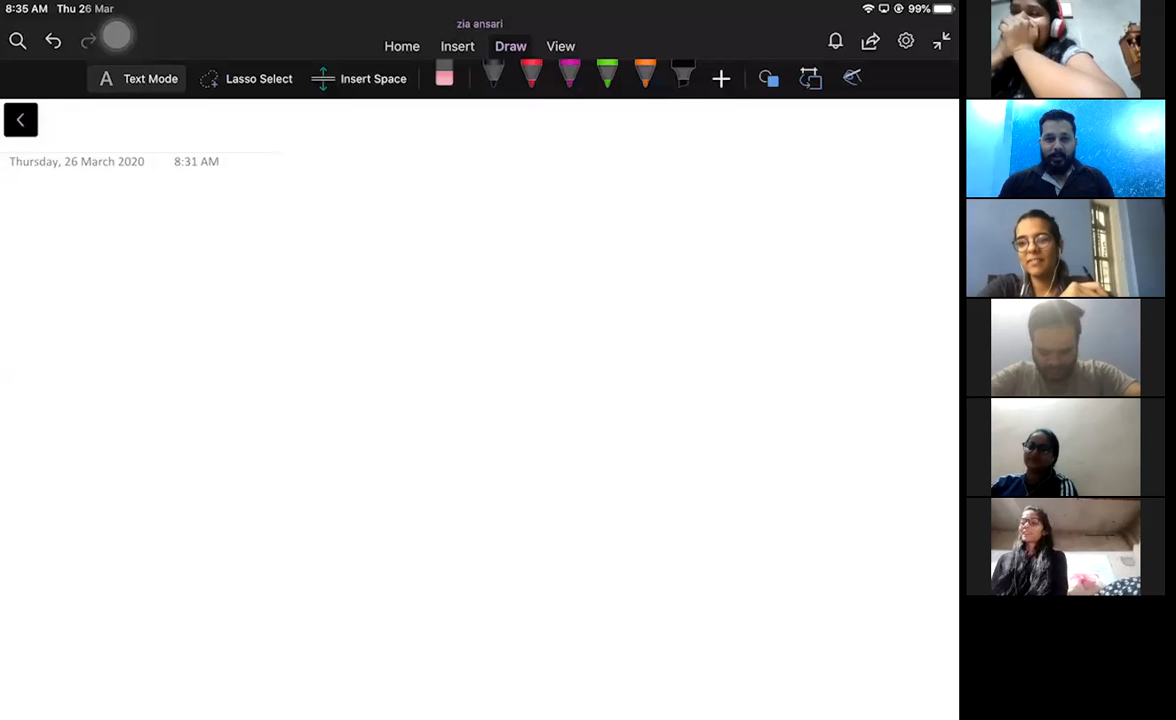 8:35 AM Thu 26 Mar 99%
zia ansari
Home Insert Draw View
A Text Mode Lasso Select Insert Space
Thursday, 26 March 2020 8:31 AM